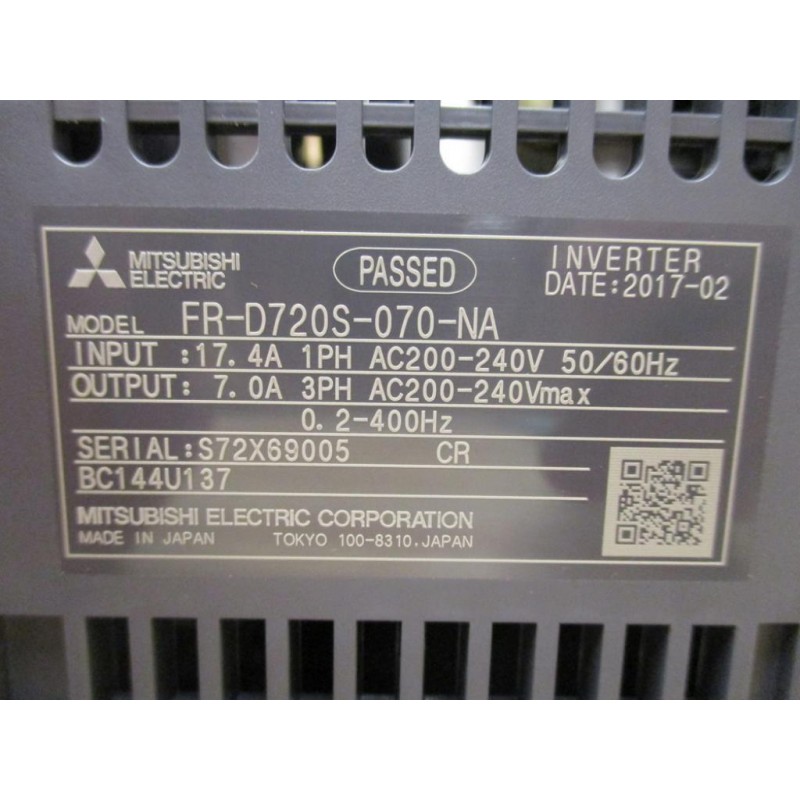 MITSUBISHI
ELECTRIC
PASSED
INVERTER
DATE:2017-02
MODEL FR-D720S-070-NA
INPUT :17.4A 1PH AC200-240V 50/60Hz
OUTPUT: 7.0A 3PH AC200-240Vmax
0.2-400Hz
SERIAL:S72X69005 CR
BC144U137
MITSUBISHI ELECTRIC CORPORATION
MADE IN JAPAN TOKYO 100-8310,JAPAN